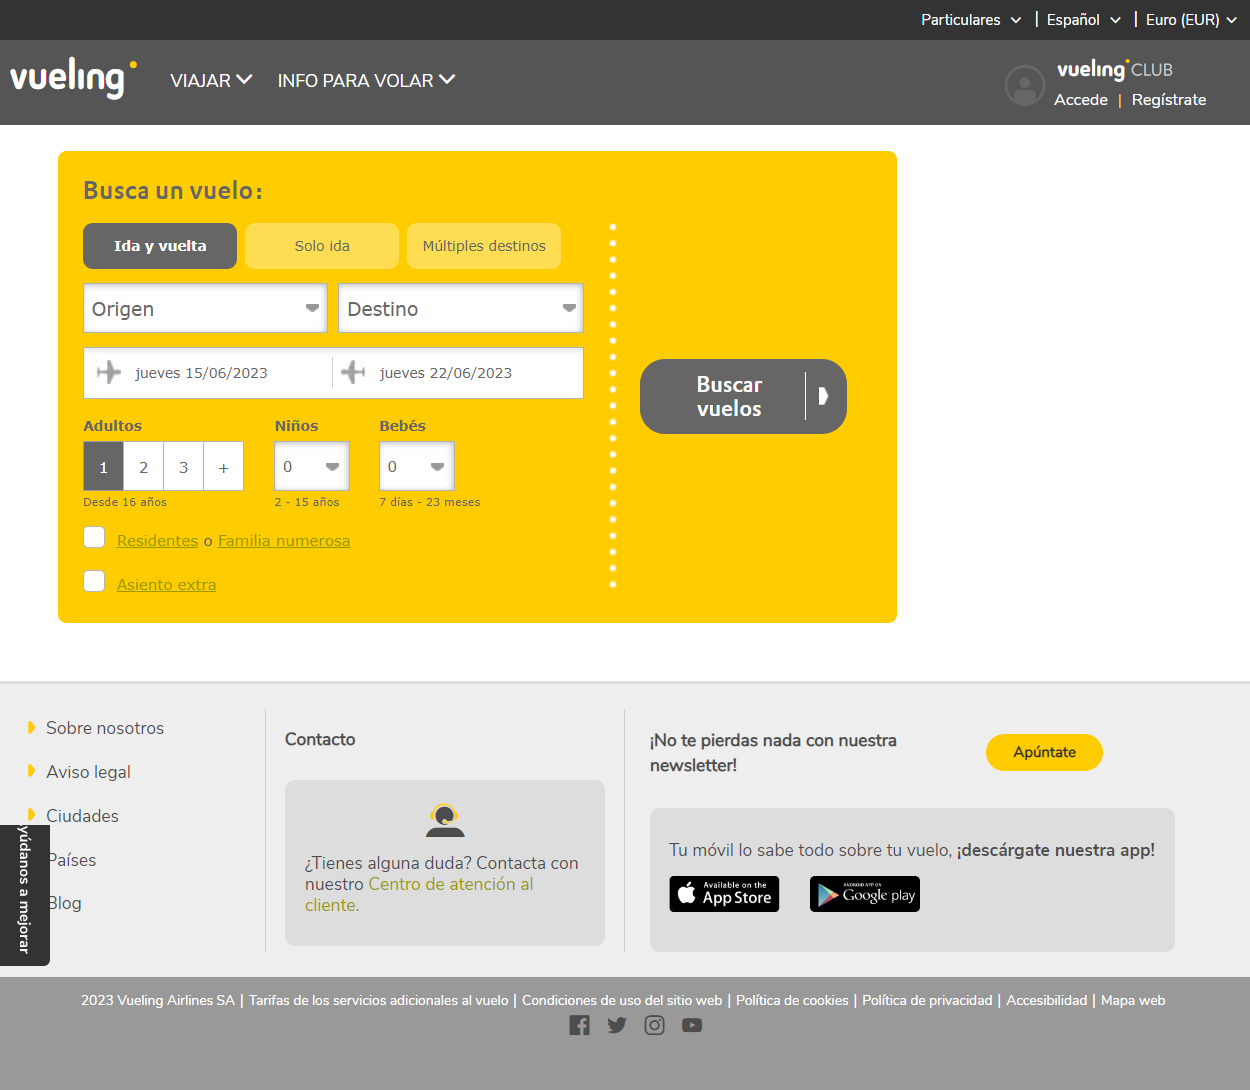 Particulares | Español | Euro (EUR)
vueling VIAJAR INFO PARA VOLAR
vueling CLUB
Accede | Regístrate
Busca un vuelo:
Ida y vuelta Solo ida Múltiples destinos
Origen Destino
jueves 15/06/2023 jueves 22/06/2023
Buscar
vuelos
Adultos Niños Bebés
1 2 3 + 0 0
Desde 16 años 2 - 15 años 7 días - 23 meses
Residentes o Familia numerosa
Asiento extra
Sobre nosotros
Aviso legal
Ciudades
Países
Blog
Ayúdanos a mejorar
Contacto
¿Tienes alguna duda? Contacta con
nuestro Centro de atención al
cliente.
¡No te pierdas nada con nuestra
newsletter!
Apúntate
Tu móvil lo sabe todo sobre tu vuelo, ¡descárgate nuestra app!
Available on the
App Store
ANDROID APP ON
Google play
2023 Vueling Airlines SA | Tarifas de los servicios adicionales al vuelo | Condiciones de uso del sitio web | Política de cookies | Política de privacidad | Accesibilidad | Mapa web